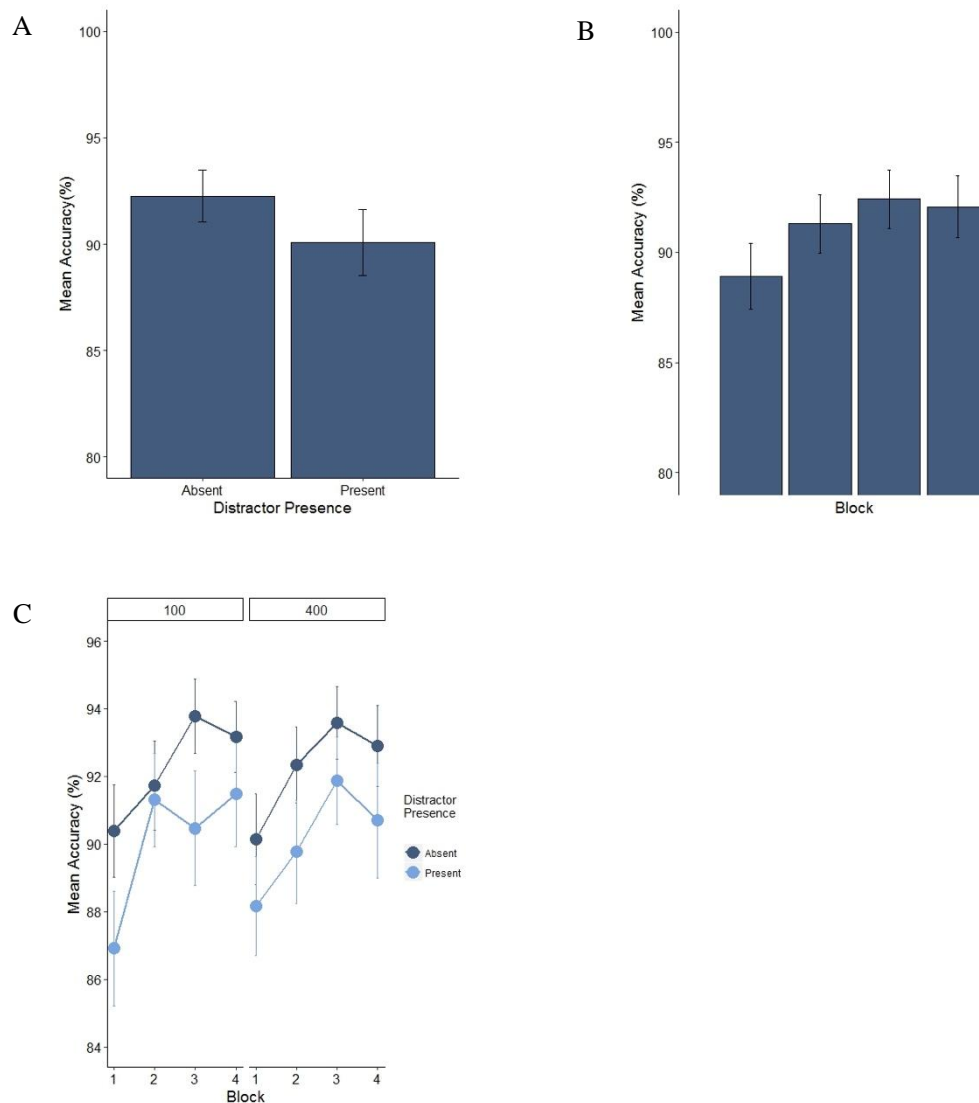 A
100
95
90
85
80
Mean Accuracy(%)
Absent
Present
Distractor Presence
B
100
95
90
85
80
Mean Accuracy (%)
Block
C
100
400
96
94
92
90
88
86
84
Mean Accuracy (%)
1
2
3
4
1
2
3
4
Block
Distractor
Presence
Absent
Present